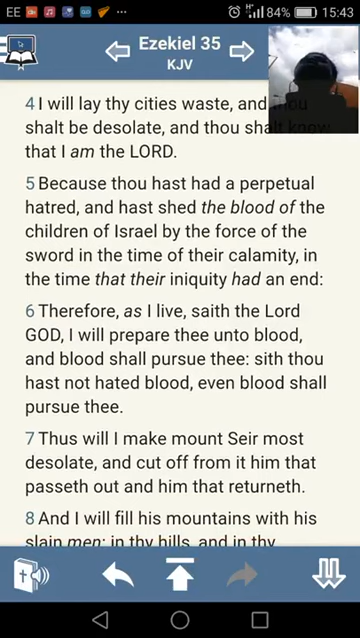 EE ... 84% 15:43
Ezekiel 35
KJV
4 I will lay thy cities waste, and thou
shalt be desolate, and thou shalt know
that I am the LORD.
5 Because thou hast had a perpetual
hatred, and hast shed the blood of the
children of Israel by the force of the
sword in the time of their calamity, in
the time that their iniquity had an end:
6 Therefore, as I live, saith the Lord
GOD, I will prepare thee unto blood,
and blood shall pursue thee: sith thou
hast not hated blood, even blood shall
pursue thee.
7 Thus will I make mount Seir most
desolate, and cut off from it him that
passeth out and him that returneth.
8 And I will fill his mountains with his
slain men: in thy hills, and in thy